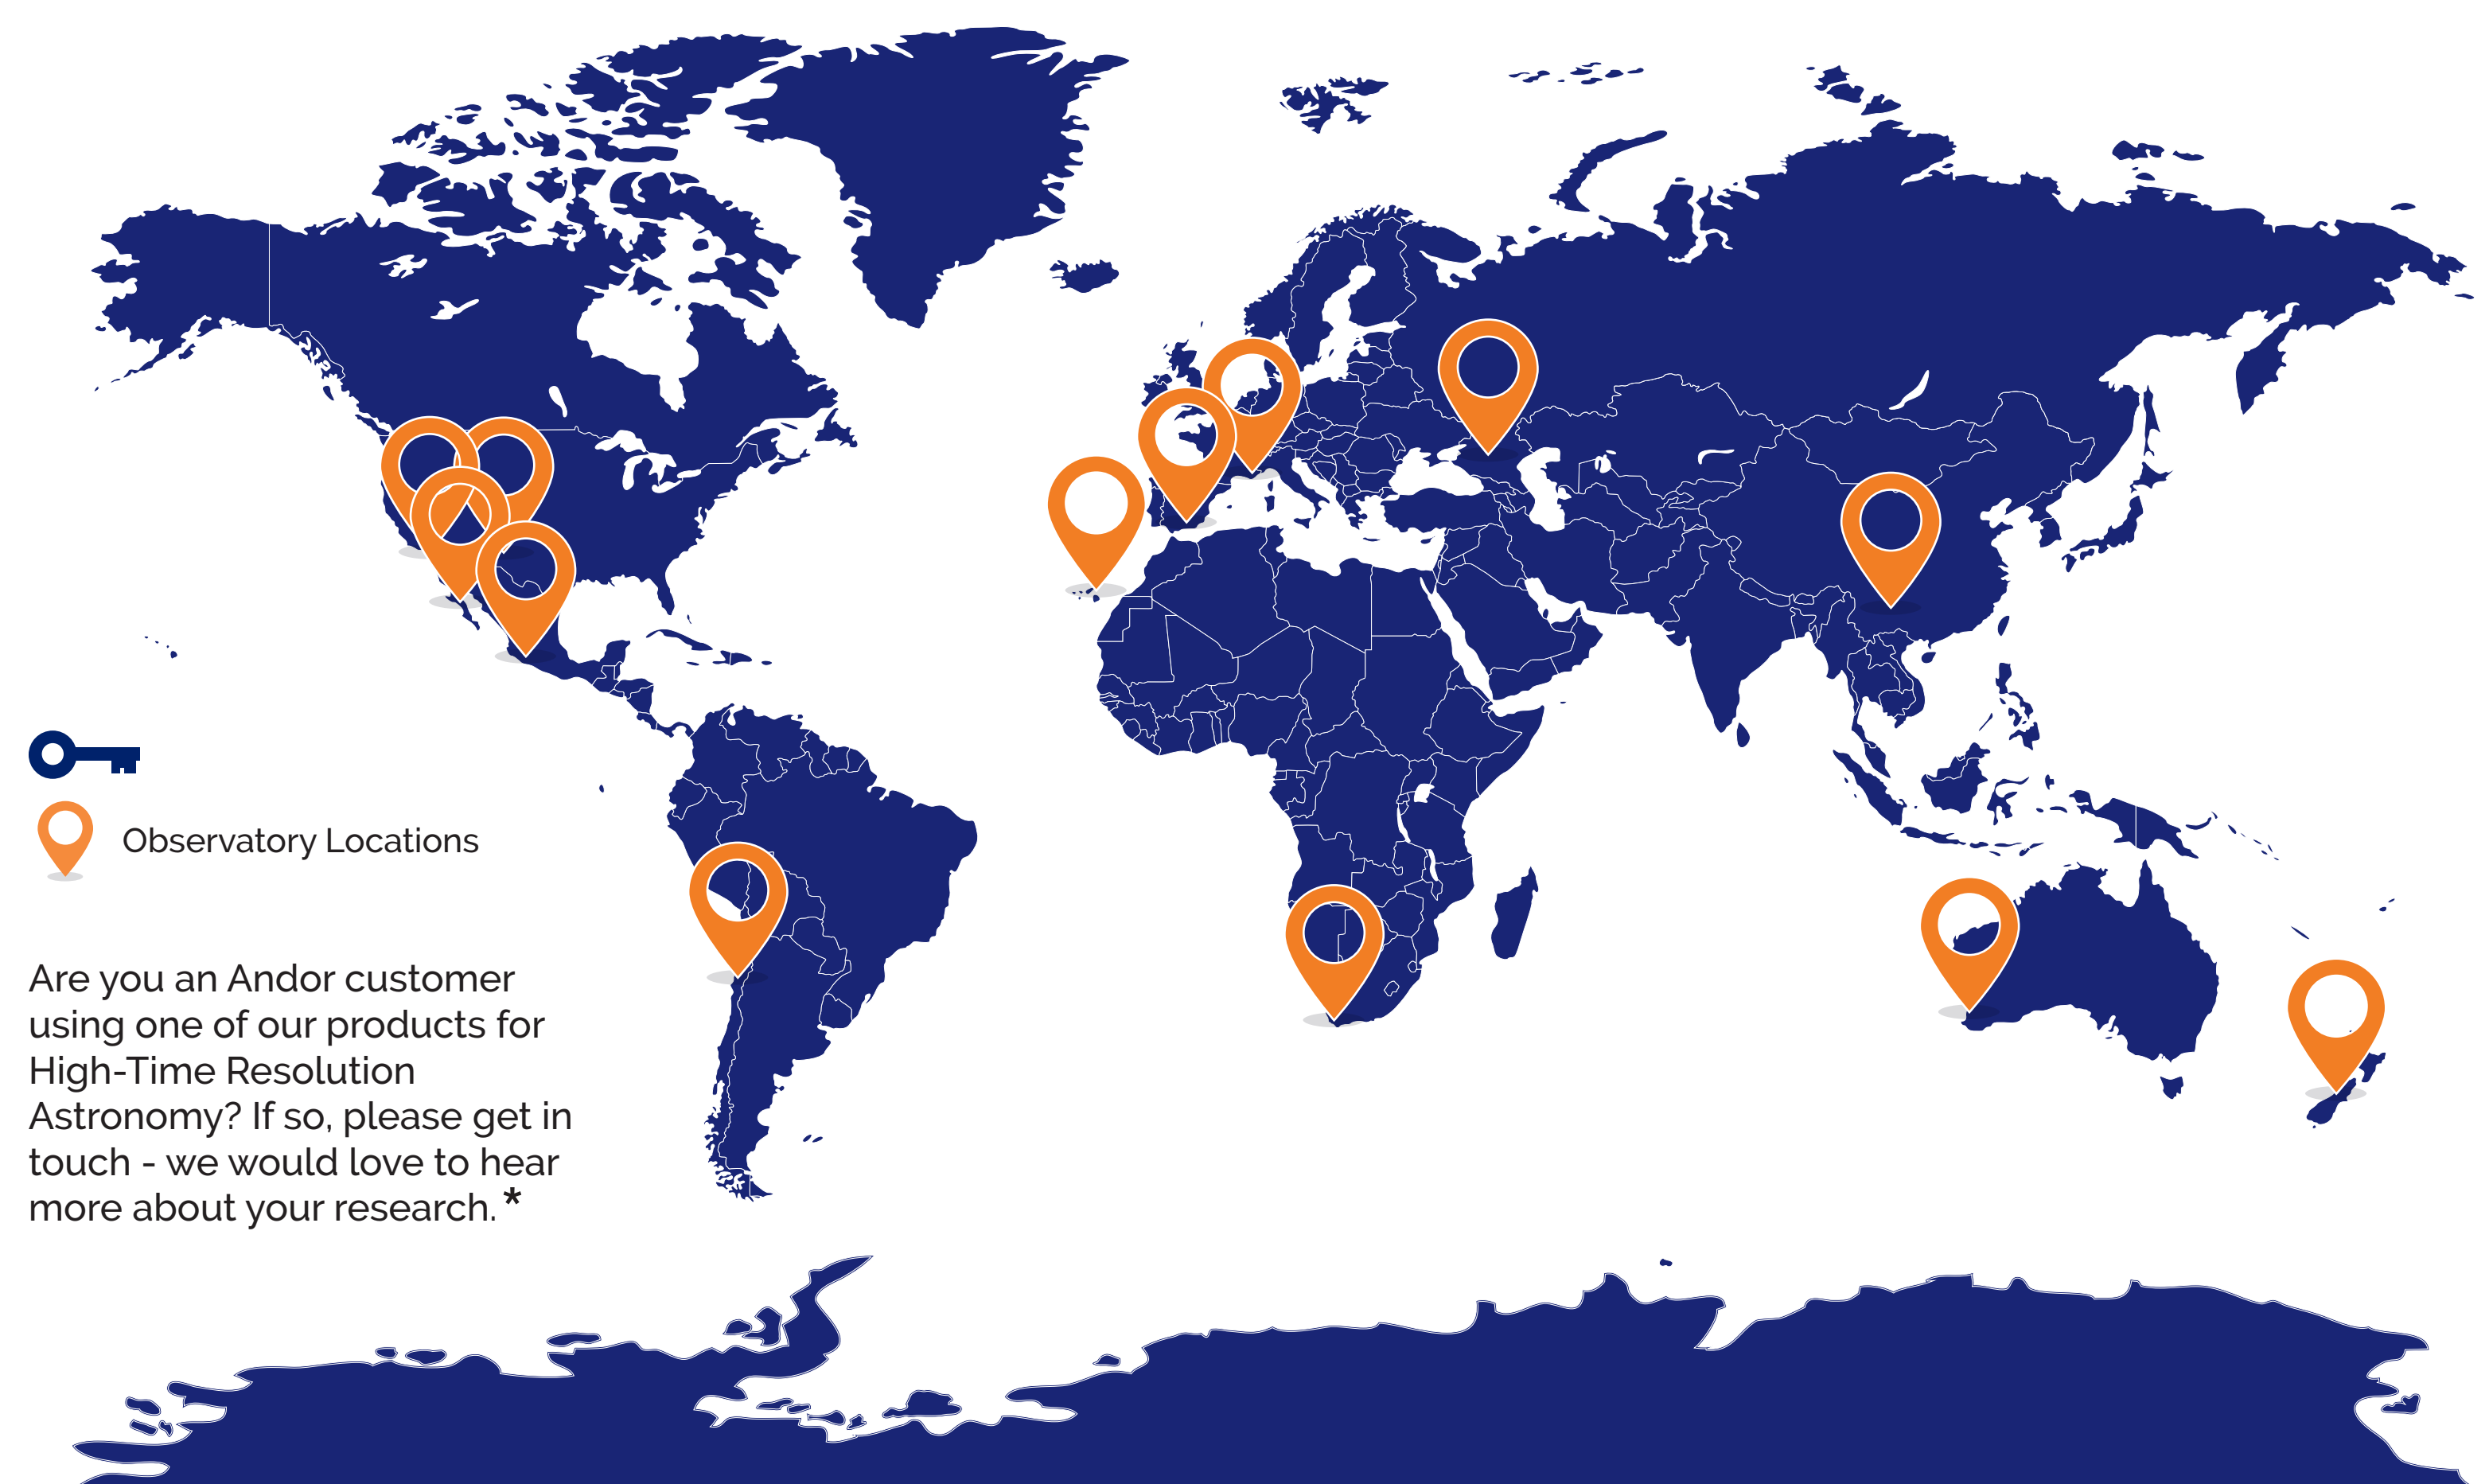 Observatory Locations
Are you an Andor customer
using one of our products for
High-Time Resolution
Astronomy? If so, please get in
touch - we would love to hear
more about your research. *